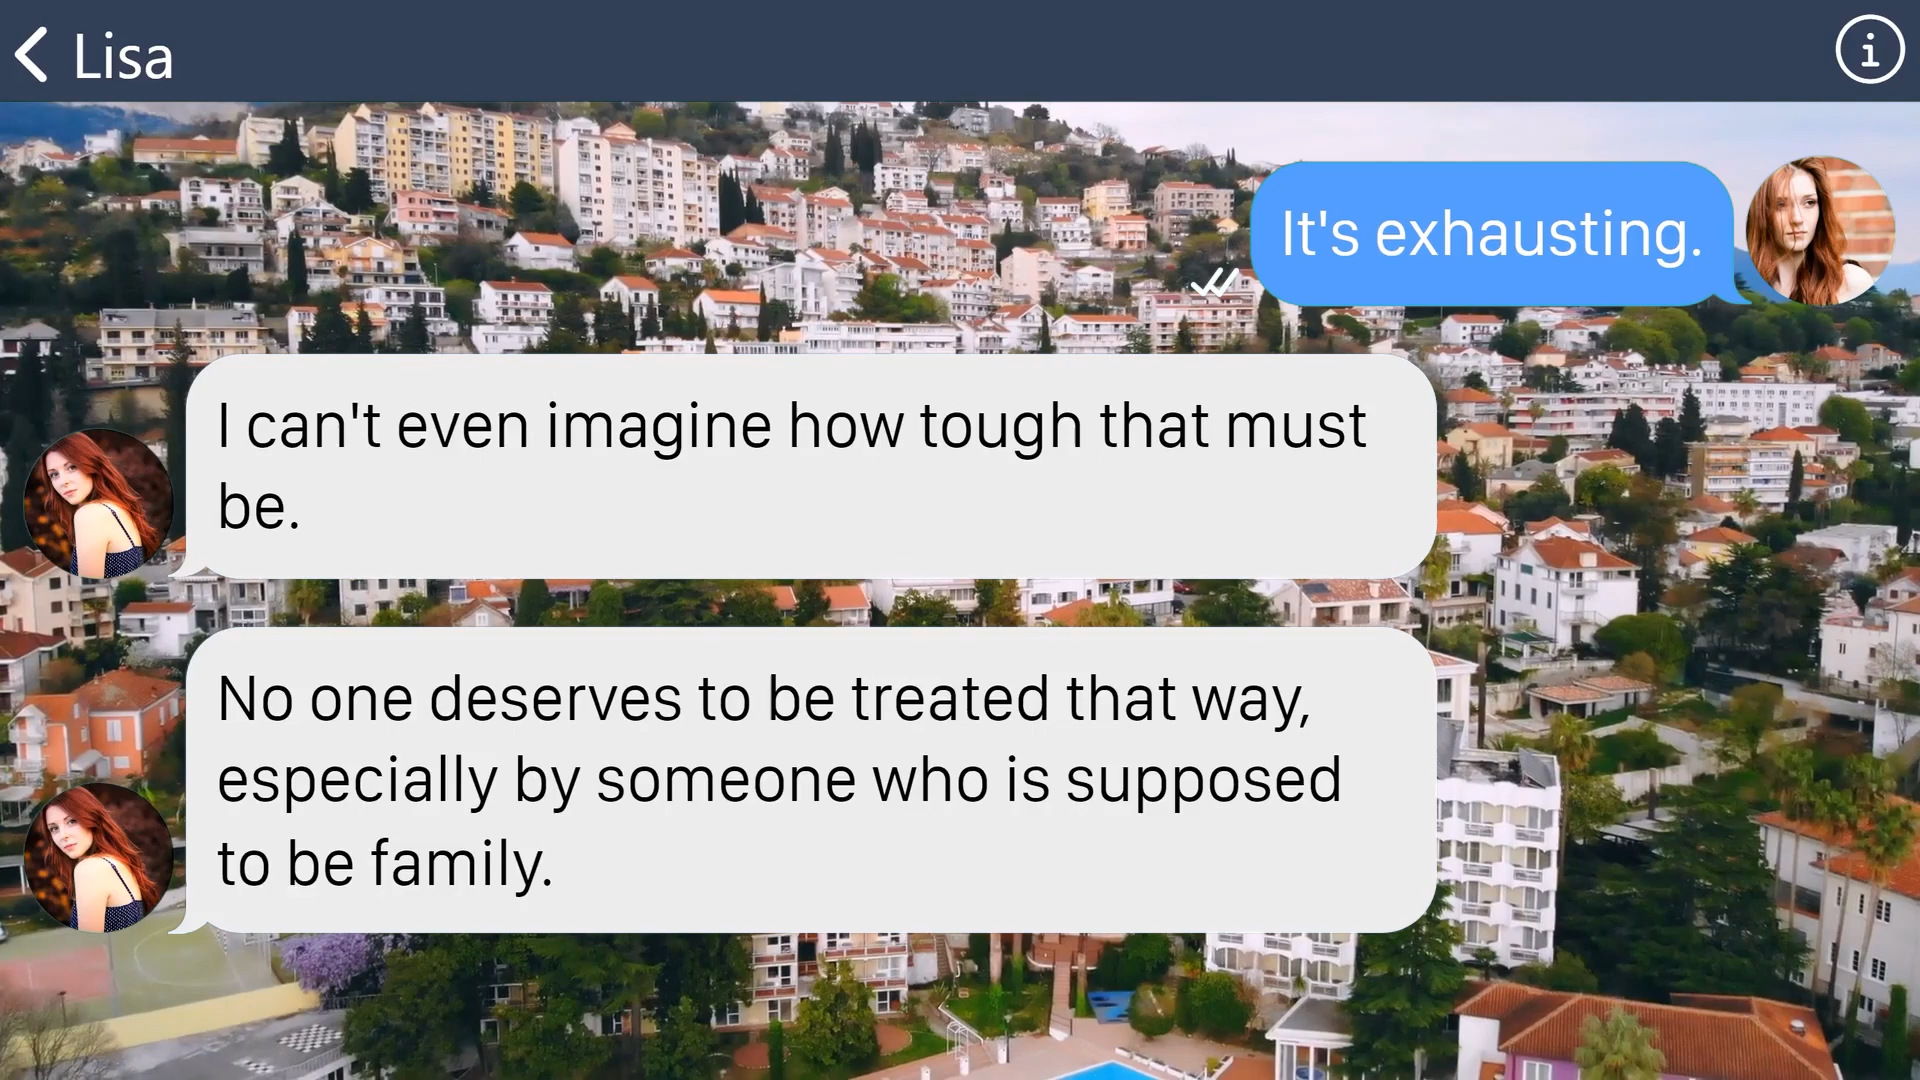 Lisa
It's exhausting.
I can't even imagine how tough that must
be.
No one deserves to be treated that way,
especially by someone who is supposed
to be family.